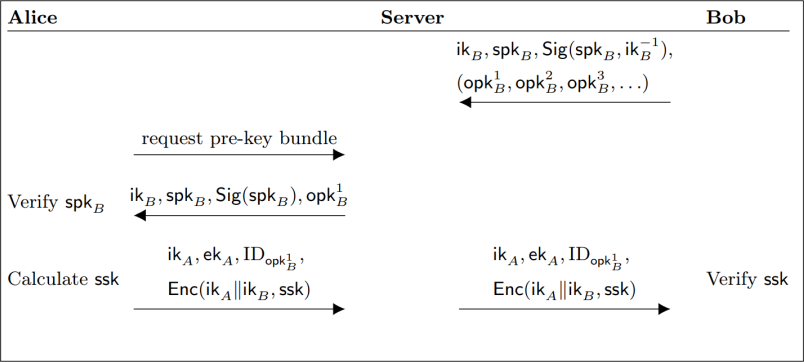 Alice Server Bob
ik_B, spk_B, Sig(spk_B, ik_B^{-1}),
(opk_B^1, opk_B^2, opk_B^3, ...)
request pre-key bundle
Verify spk_B
ik_B, spk_B, Sig(spk_B), opk_B^1
Calculate ssk
ik_A, ek_A, ID_{opk_B^1},
Enc(ik_A‖ik_B, ssk)
ik_A, ek_A, ID_{opk_B^1},
Enc(ik_A‖ik_B, ssk)
Verify ssk